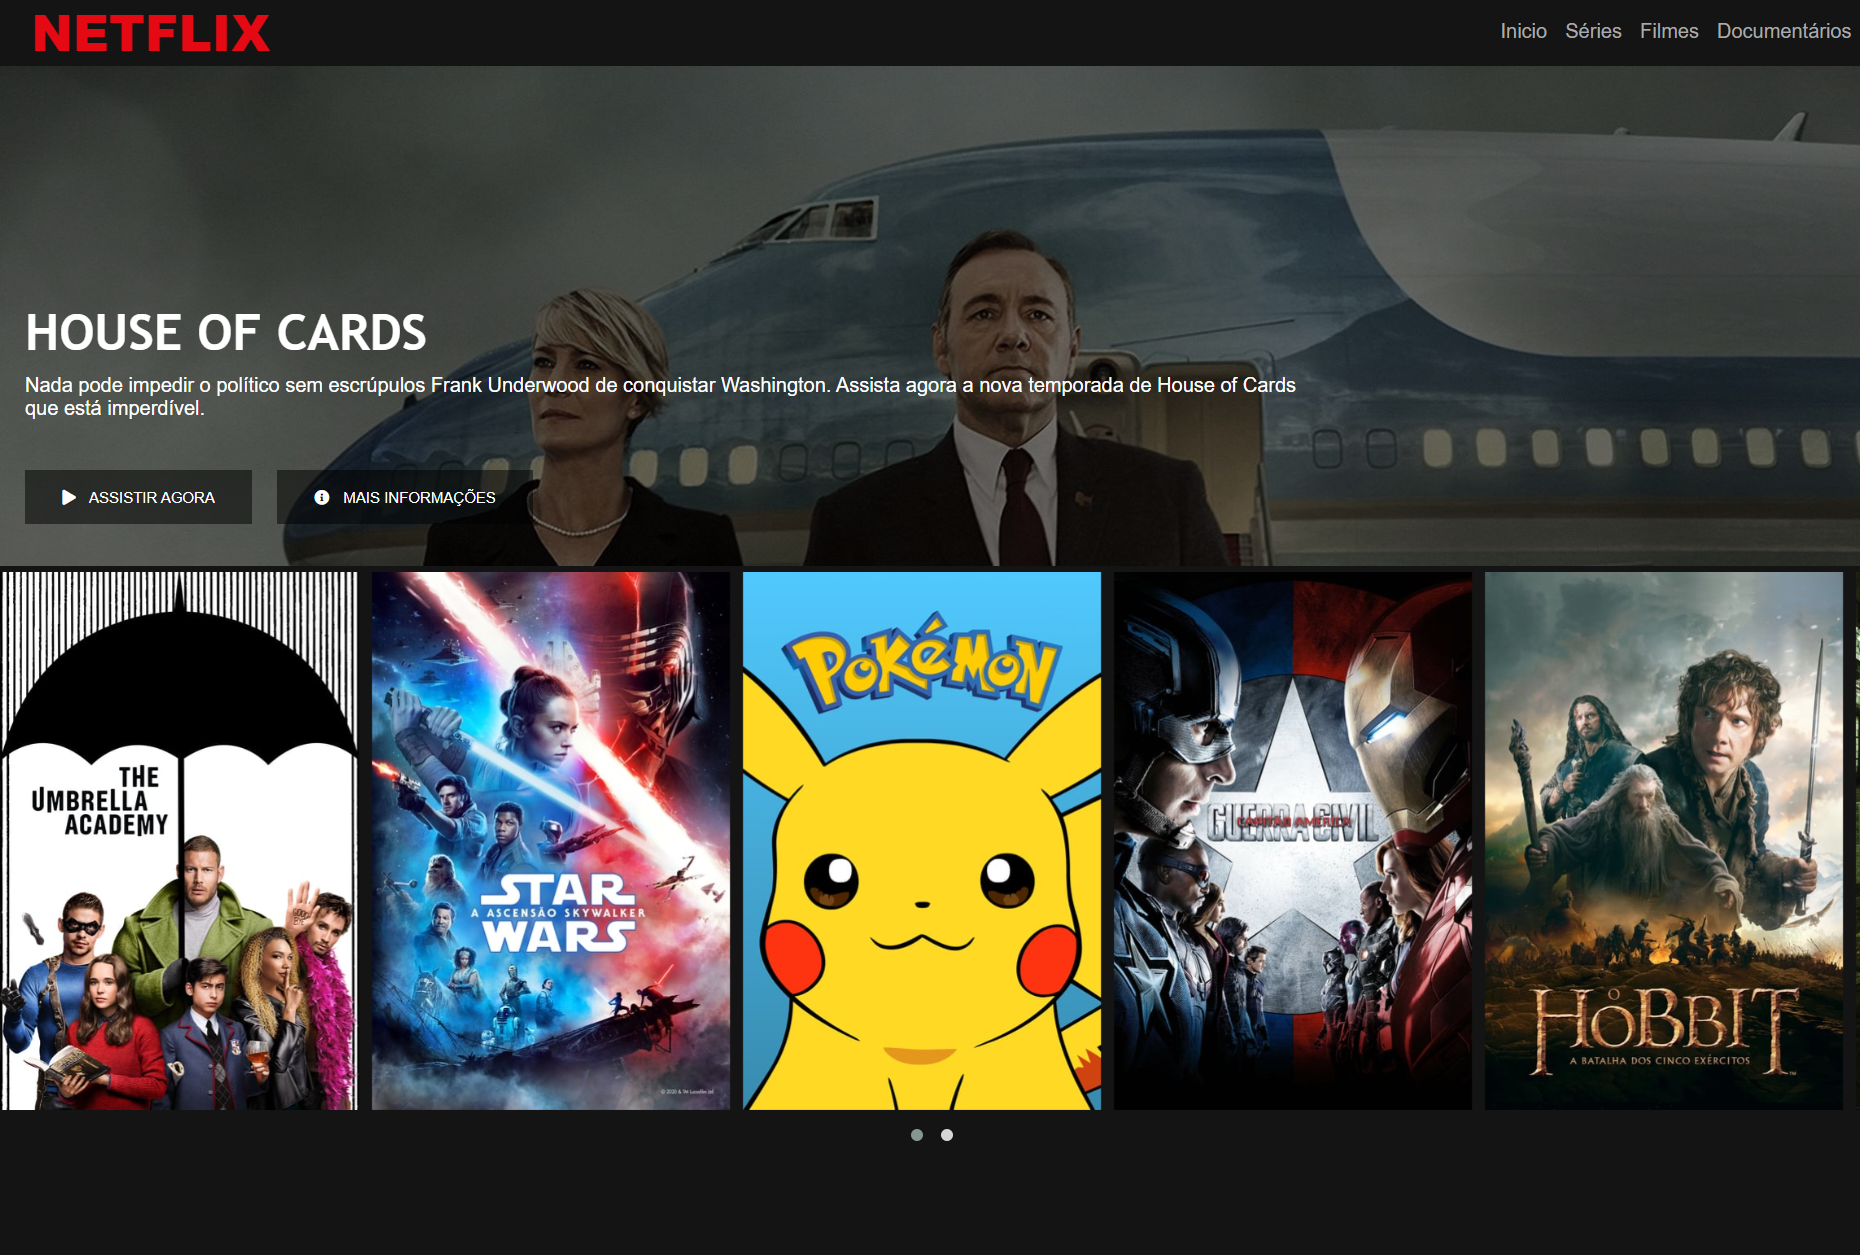 NETFLIX
Inicio Séries Filmes Documentários
HOUSE OF CARDS
Nada pode impedir o político sem escrúpulos Frank Underwood de conquistar Washington. Assista agora a nova temporada de House of Cards
que está imperdível.
ASSISTIR AGORA
MAIS INFORMAÇÕES
THE
UMBRELLA
ACADEMY
STAR
A ASCENSÃO SKYWALKER
WARS
POKéMON
GUERRA CIVIL
CAPITÃO AMÉRICA
O
HOBBIT
A BATALHA DOS CINCO EXÉRCITOS